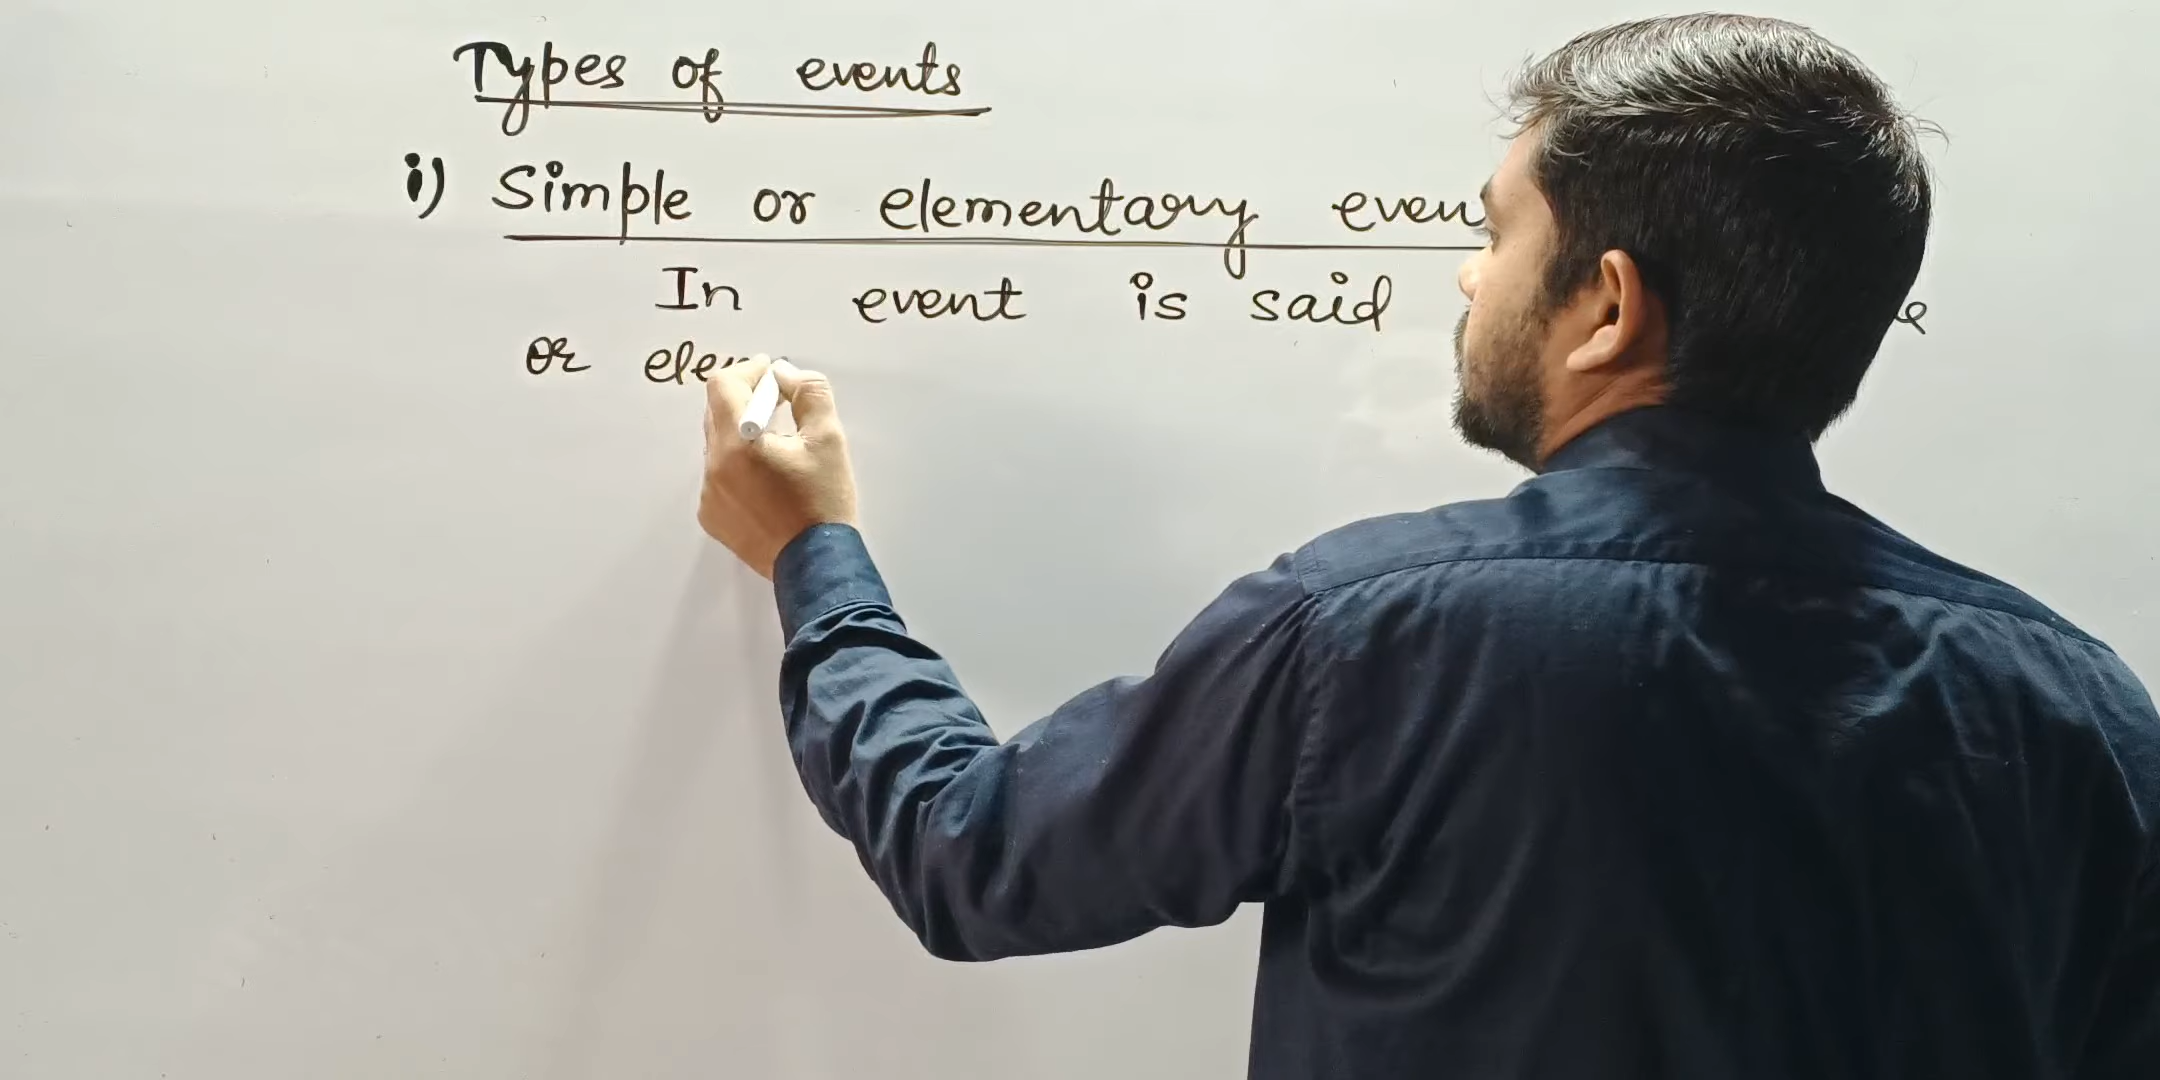 Types of events
i) Simple or elementary
In event is said
or